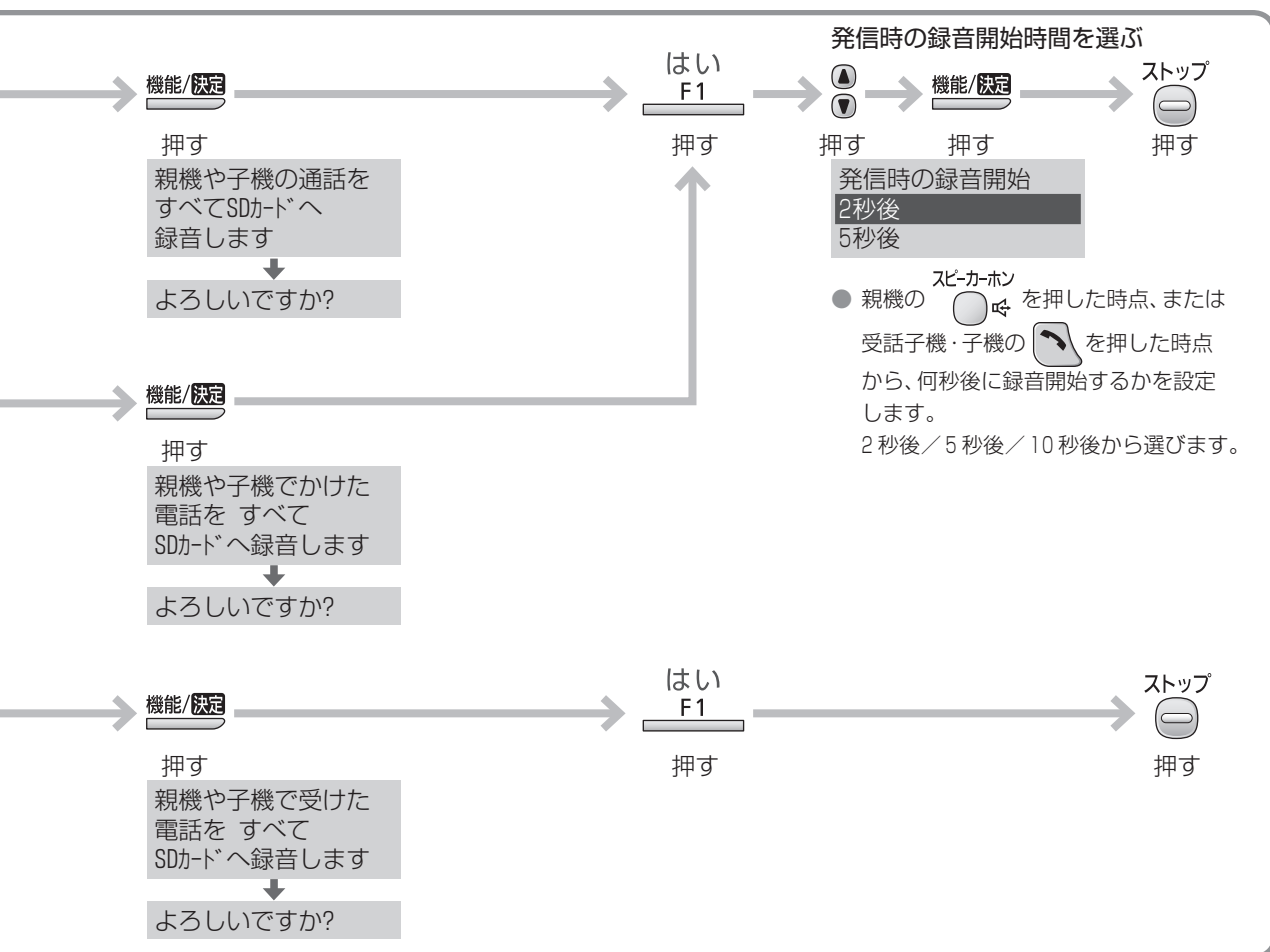 発信時の録音開始時間を選ぶ
機能/決定
はい
F1
機能/決定
ストップ
押す
押す
押す
押す
押す
親機や子機の通話を
すべてSDｶｰﾄﾞへ
録音します
よろしいですか?
発信時の録音開始
2秒後
5秒後
● 親機の スピーカーホン を押した時点、または
受話子機・子機の を押した時点
から、何秒後に録音開始するかを設定
します。
2秒後／5秒後／10秒後から選びます。
機能/決定
押す
親機や子機でかけた
電話を すべて
SDｶｰﾄﾞへ録音します
よろしいですか?
機能/決定
はい
F1
ストップ
押す
押す
押す
親機や子機で受けた
電話を すべて
SDｶｰﾄﾞへ録音します
よろしいですか?